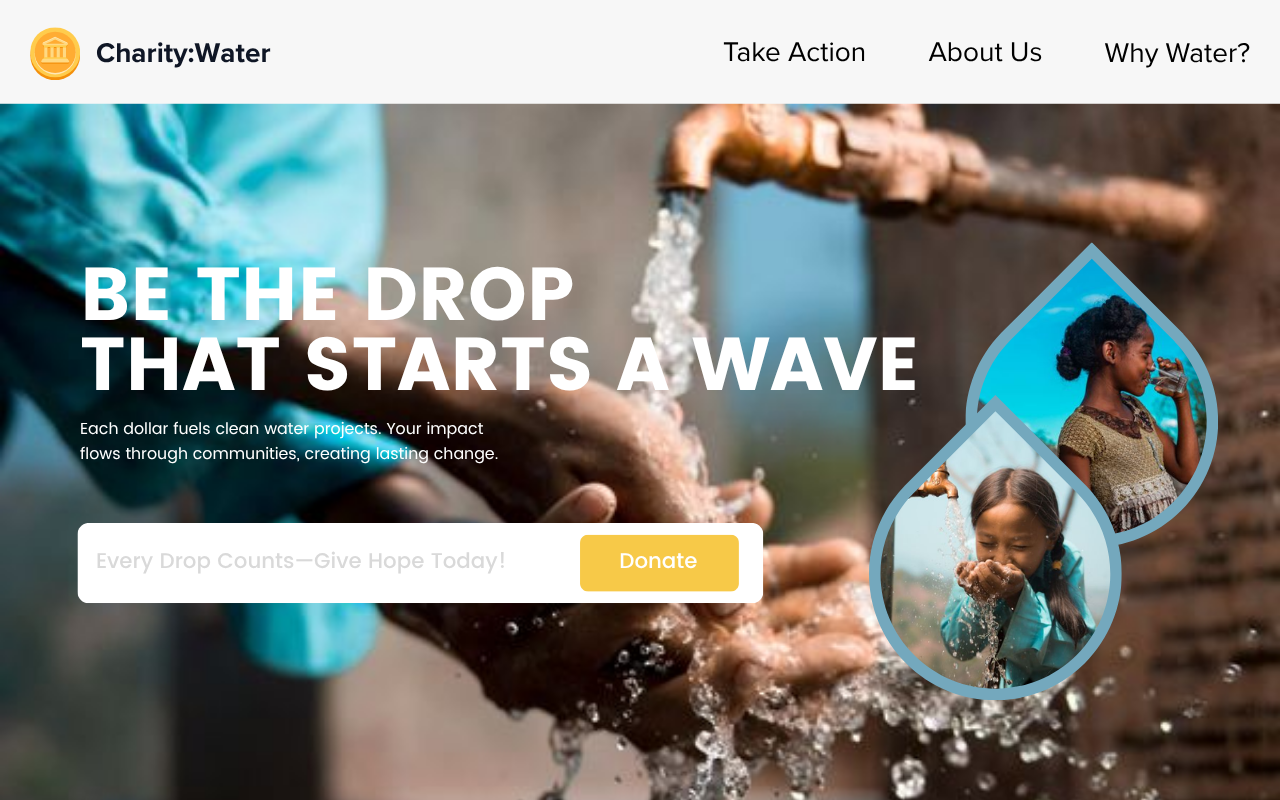 Charity:Water
Take Action
About Us
Why Water?
BE THE DROP
THAT STARTS A WAVE
Each dollar fuels clean water projects. Your impact
flows through communities, creating lasting change.
Every Drop Counts—Give Hope Today!
Donate